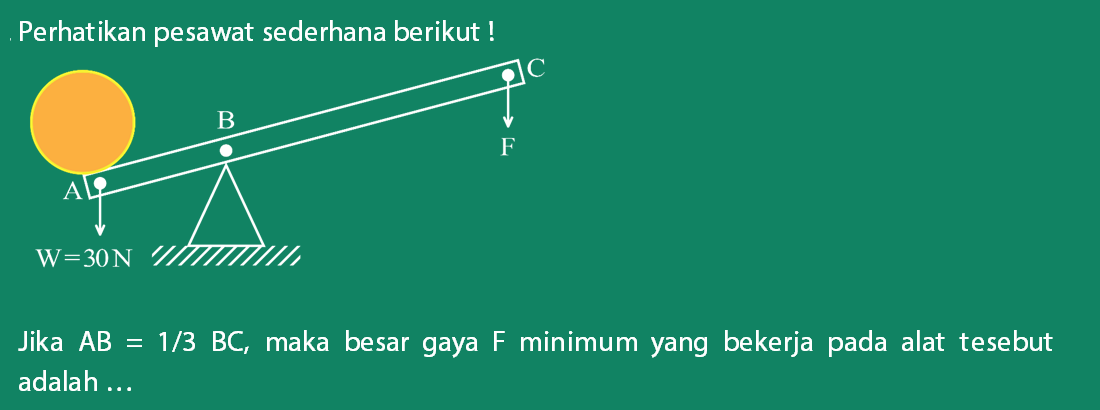 . Perhatikan pesawat sederhana berikut !
C
B
F
A
W=30 N
Jika AB = 1/3 BC, maka besar gaya F minimum yang bekerja pada alat tesebut
adalah ...